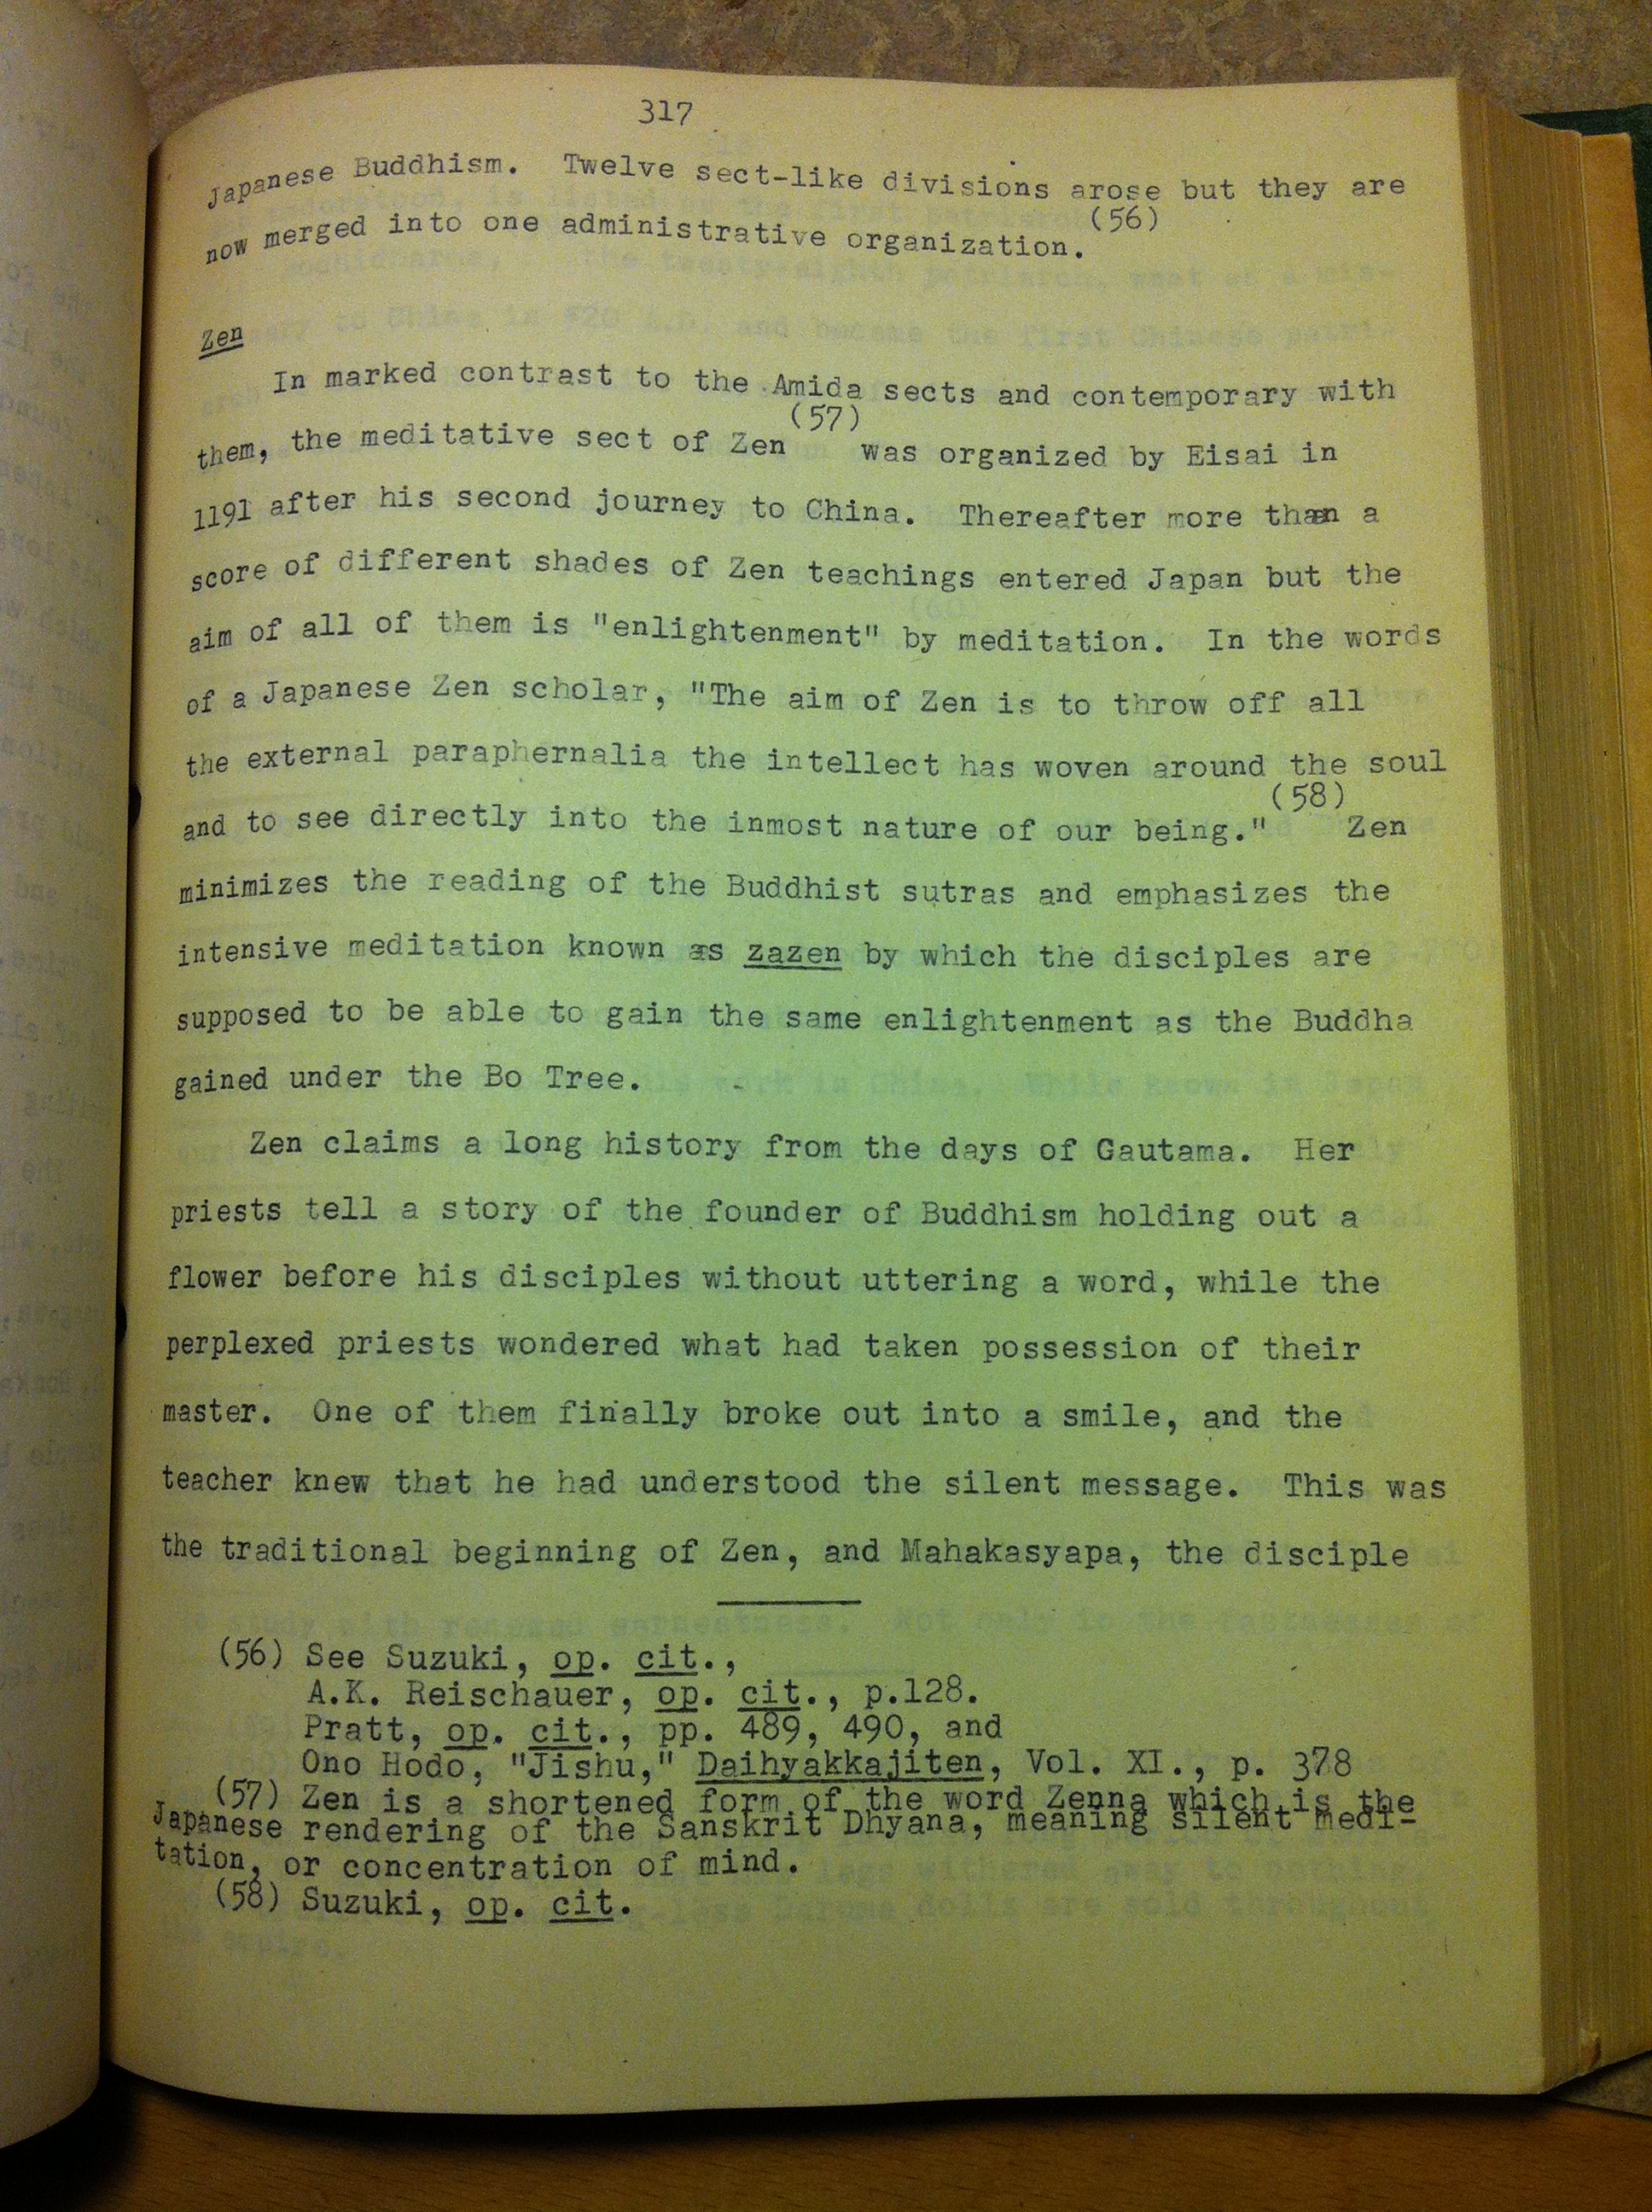 317
Japanese Buddhism. Twelve sect-like divisions arose but they are
now merged into one administrative organization. (56)
Zen
In marked contrast to the Amida sects and contemporary with
them, the meditative sect of Zen (57) was organized by Eisai in
1191 after his second journey to China. Thereafter more than a
score of different shades of Zen teachings entered Japan but the
aim of all of them is "enlightenment" by meditation. In the words
of a Japanese Zen scholar, "The aim of Zen is to throw off all
the external paraphernalia the intellect has woven around the soul
and to see directly into the inmost nature of our being." (58) Zen
minimizes the reading of the Buddhist sutras and emphasizes the
intensive meditation known as zazen by which the disciples are
supposed to be able to gain the same enlightenment as the Buddha
gained under the Bo Tree.
Zen claims a long history from the days of Gautama. Her
priests tell a story of the founder of Buddhism holding out a
flower before his disciples without uttering a word, while the
perplexed priests wondered what had taken possession of their
master. One of them finally broke out into a smile, and the
teacher knew that he had understood the silent message. This was
the traditional beginning of Zen, and Mahakasyapa, the disciple
(56) See Suzuki, op. cit.,
A.K. Reischauer, op. cit., p.128.
Pratt, op. cit., pp. 489, 490, and
Ono Hodo, "Jishu," Daihyakkajiten, Vol. XI., p. 378
(57) Zen is a shortened form of the word Zenna which is the
Japanese rendering of the Sanskrit Dhyana, meaning silent medi-
tation, or concentration of mind.
(58) Suzuki, op. cit.